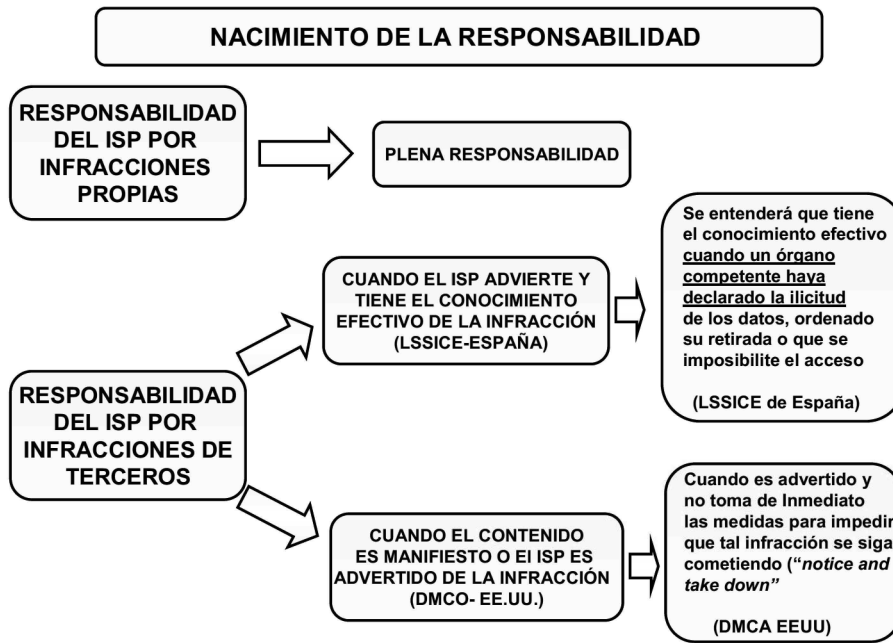 NACIMIENTO DE LA RESPONSABILIDAD
RESPONSABILIDAD
DEL ISP POR
INFRACCIONES
PROPIAS
PLENA RESPONSABILIDAD
RESPONSABILIDAD
DEL ISP POR
INFRACCIONES DE
TERCEROS
CUANDO EL ISP ADVIERTE Y
TIENE EL CONOCIMIENTO
EFECTIVO DE LA INFRACCIÓN
(LSSICE-ESPAÑA)
Se entenderá que tiene
el conocimiento efectivo
cuando un órgano
competente haya
declarado la ilicitud
de los datos, ordenado
su retirada o que se
imposibilite el acceso
(LSSICE de España)
CUANDO EL CONTENIDO
ES MANIFIESTO O El ISP ES
ADVERTIDO DE LA INFRACCIÓN
(DMCO- EE.UU.)
Cuando es advertido y
no toma de Inmediato
las medidas para impedir
que tal infracción se siga
cometiendo (“notice and
take down”
(DMCA EEUU)